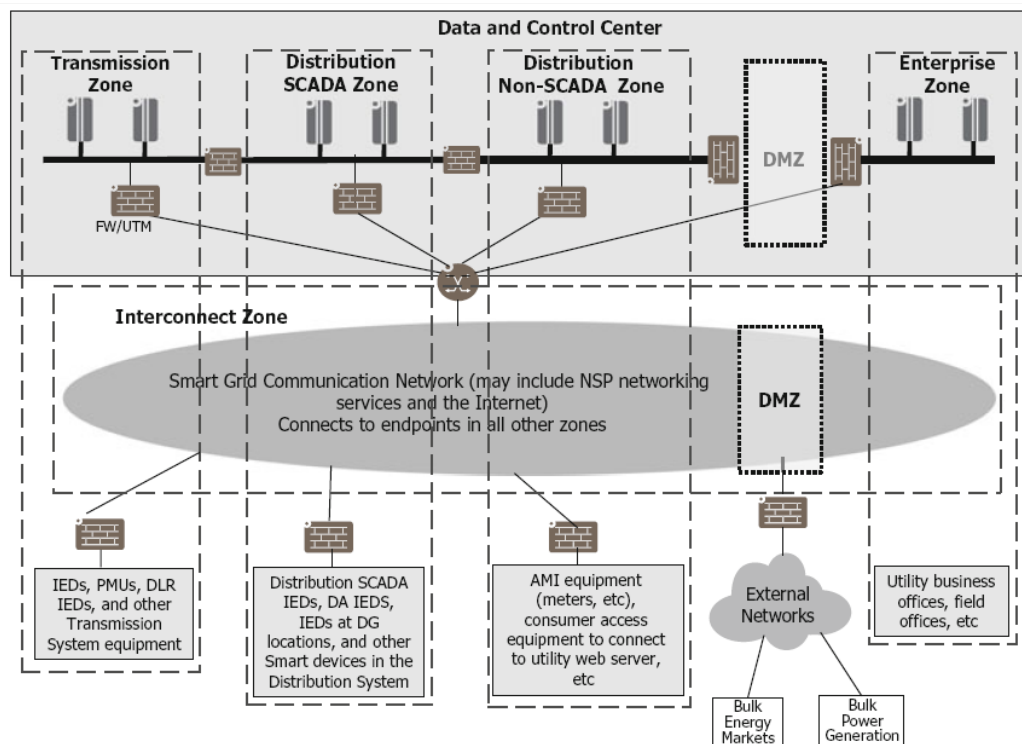 Data and Control Center
Transmission
Zone
Distribution
SCADA Zone
Distribution
Non-SCADA Zone
Enterprise
Zone
DMZ
FW/UTM
Interconnect Zone
Smart Grid Communication Network (may include NSP networking
services and the Internet)
Connects to endpoints in all other zones
DMZ
IEDs, PMUs, DLR
IEDs, and other
Transmission
System equipment
Distribution SCADA
IEDs, DA IEDS,
IEDs at DG
locations, and other
Smart devices in the
Distribution System
AMI equipment
(meters, etc),
consumer access
equipment to connect
to utility web server,
etc
External
Networks
Utility business
offices, field
offices, etc
Bulk
Energy
Markets
Bulk
Power
Generation